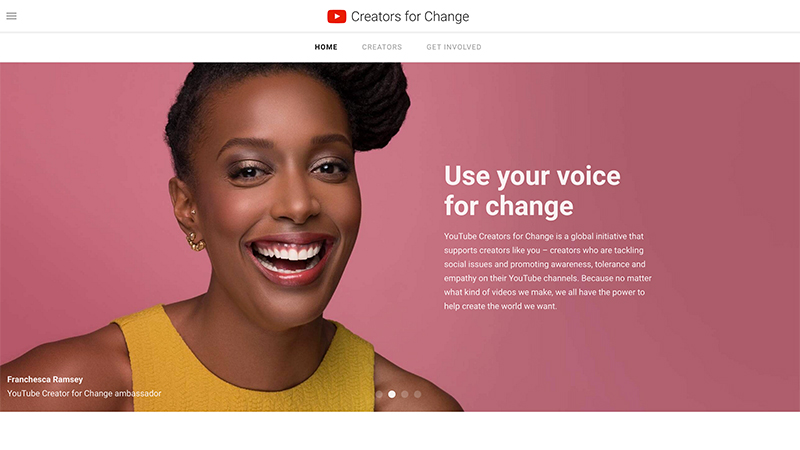 Creators for Change
HOME CREATORS GET INVOLVED
Use your voice
for change
YouTube Creators for Change is a global initiative that
supports creators like you – creators who are tackling
social issues and promoting awareness, tolerance and
empathy on their YouTube channels. Because no matter
what kind of videos we make, we all have the power to
help create the world we want.
Franchesca Ramsey
YouTube Creator for Change ambassador